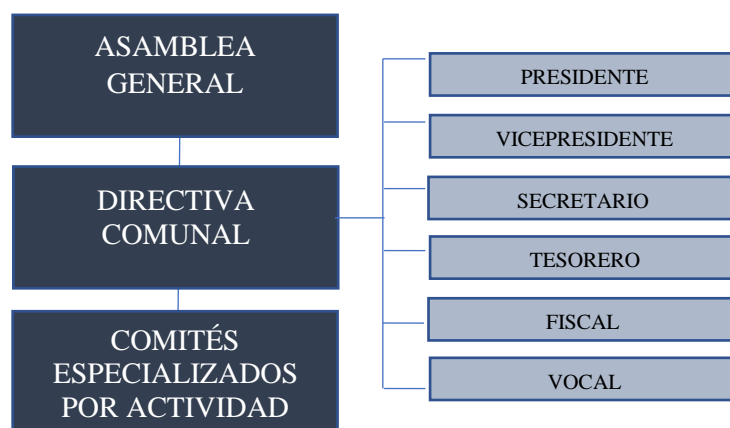 ASAMBLEA
GENERAL
DIRECTIVA
COMUNAL
COMITÉS
ESPECIALIZADOS
POR ACTIVIDAD
PRESIDENTE
VICEPRESIDENTE
SECRETARIO
TESORERO
FISCAL
VOCAL